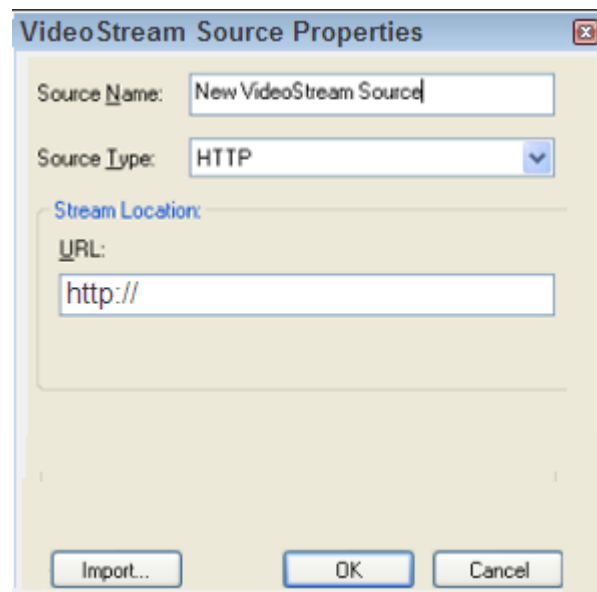 VideoStream Source Properties
Source Name: New VideoStream Source
Source Type: HTTP
Stream Location:
URL:
http://
Import... OK Cancel